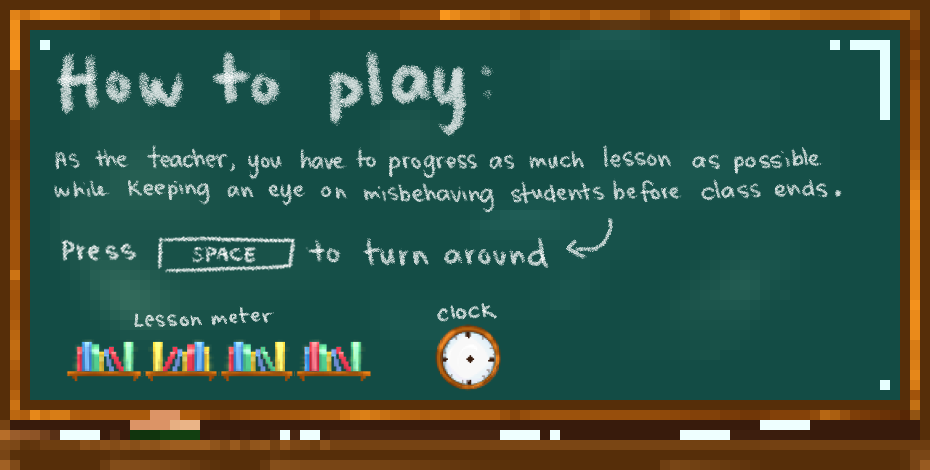 How to play:
As the teacher, you have to progress as much lesson as possible
while keeping an eye on misbehaving students before class ends.
Press SPACE to turn around
Lesson meter
clock